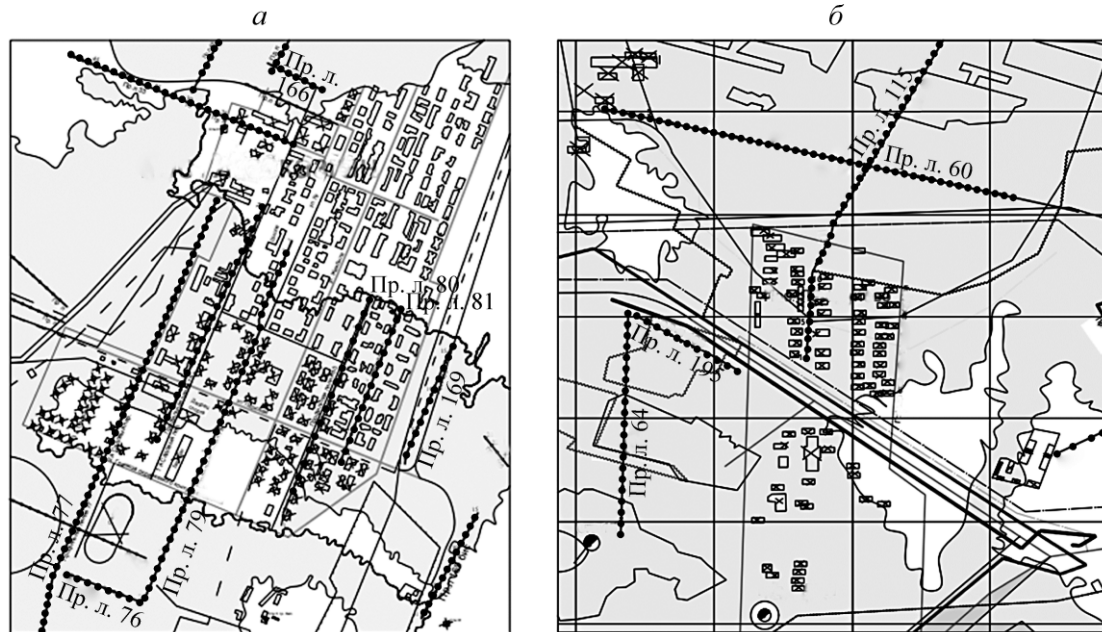 а
б
Пр. л.
166
Пр. л. 80
Пр. л. 81
Пр. л. 169
Пр. л. 79
Пр. л. 76
Пр. л. 115
Пр. л. 60
Пр. л. 195
Пр. л. 64